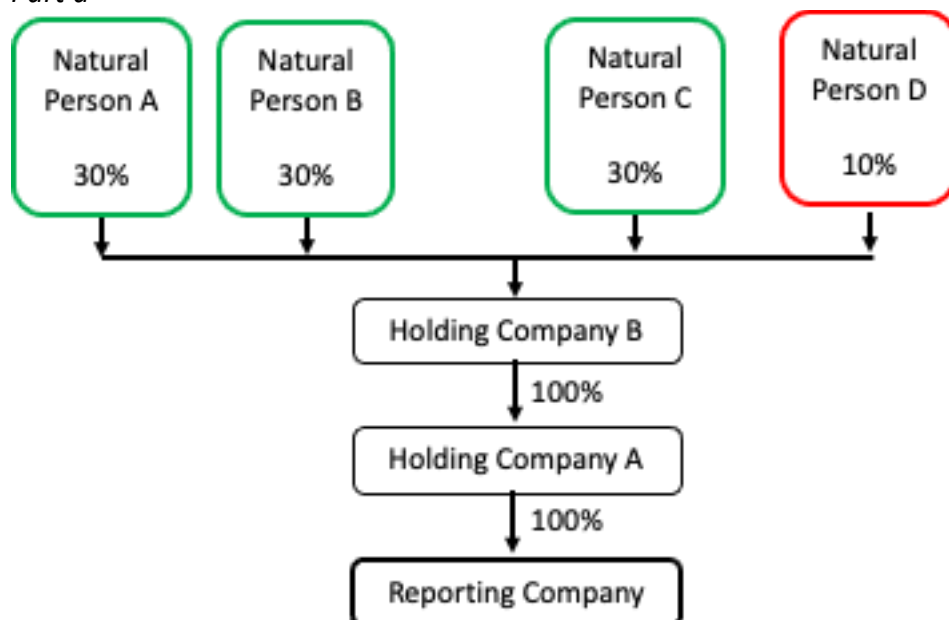 Part a
Natural
Person A
30%
Natural
Person B
30%
Natural
Person C
30%
Natural
Person D
10%
Holding Company B
100%
Holding Company A
100%
Reporting Company